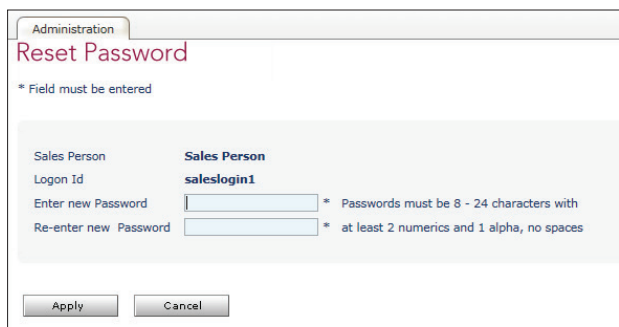 Administration
Reset Password
* Field must be entered
Sales Person Sales Person
Logon Id saleslogin1
Enter new Password * Passwords must be 8 - 24 characters with
Re-enter new Password * at least 2 numerics and 1 alpha, no spaces
Apply Cancel